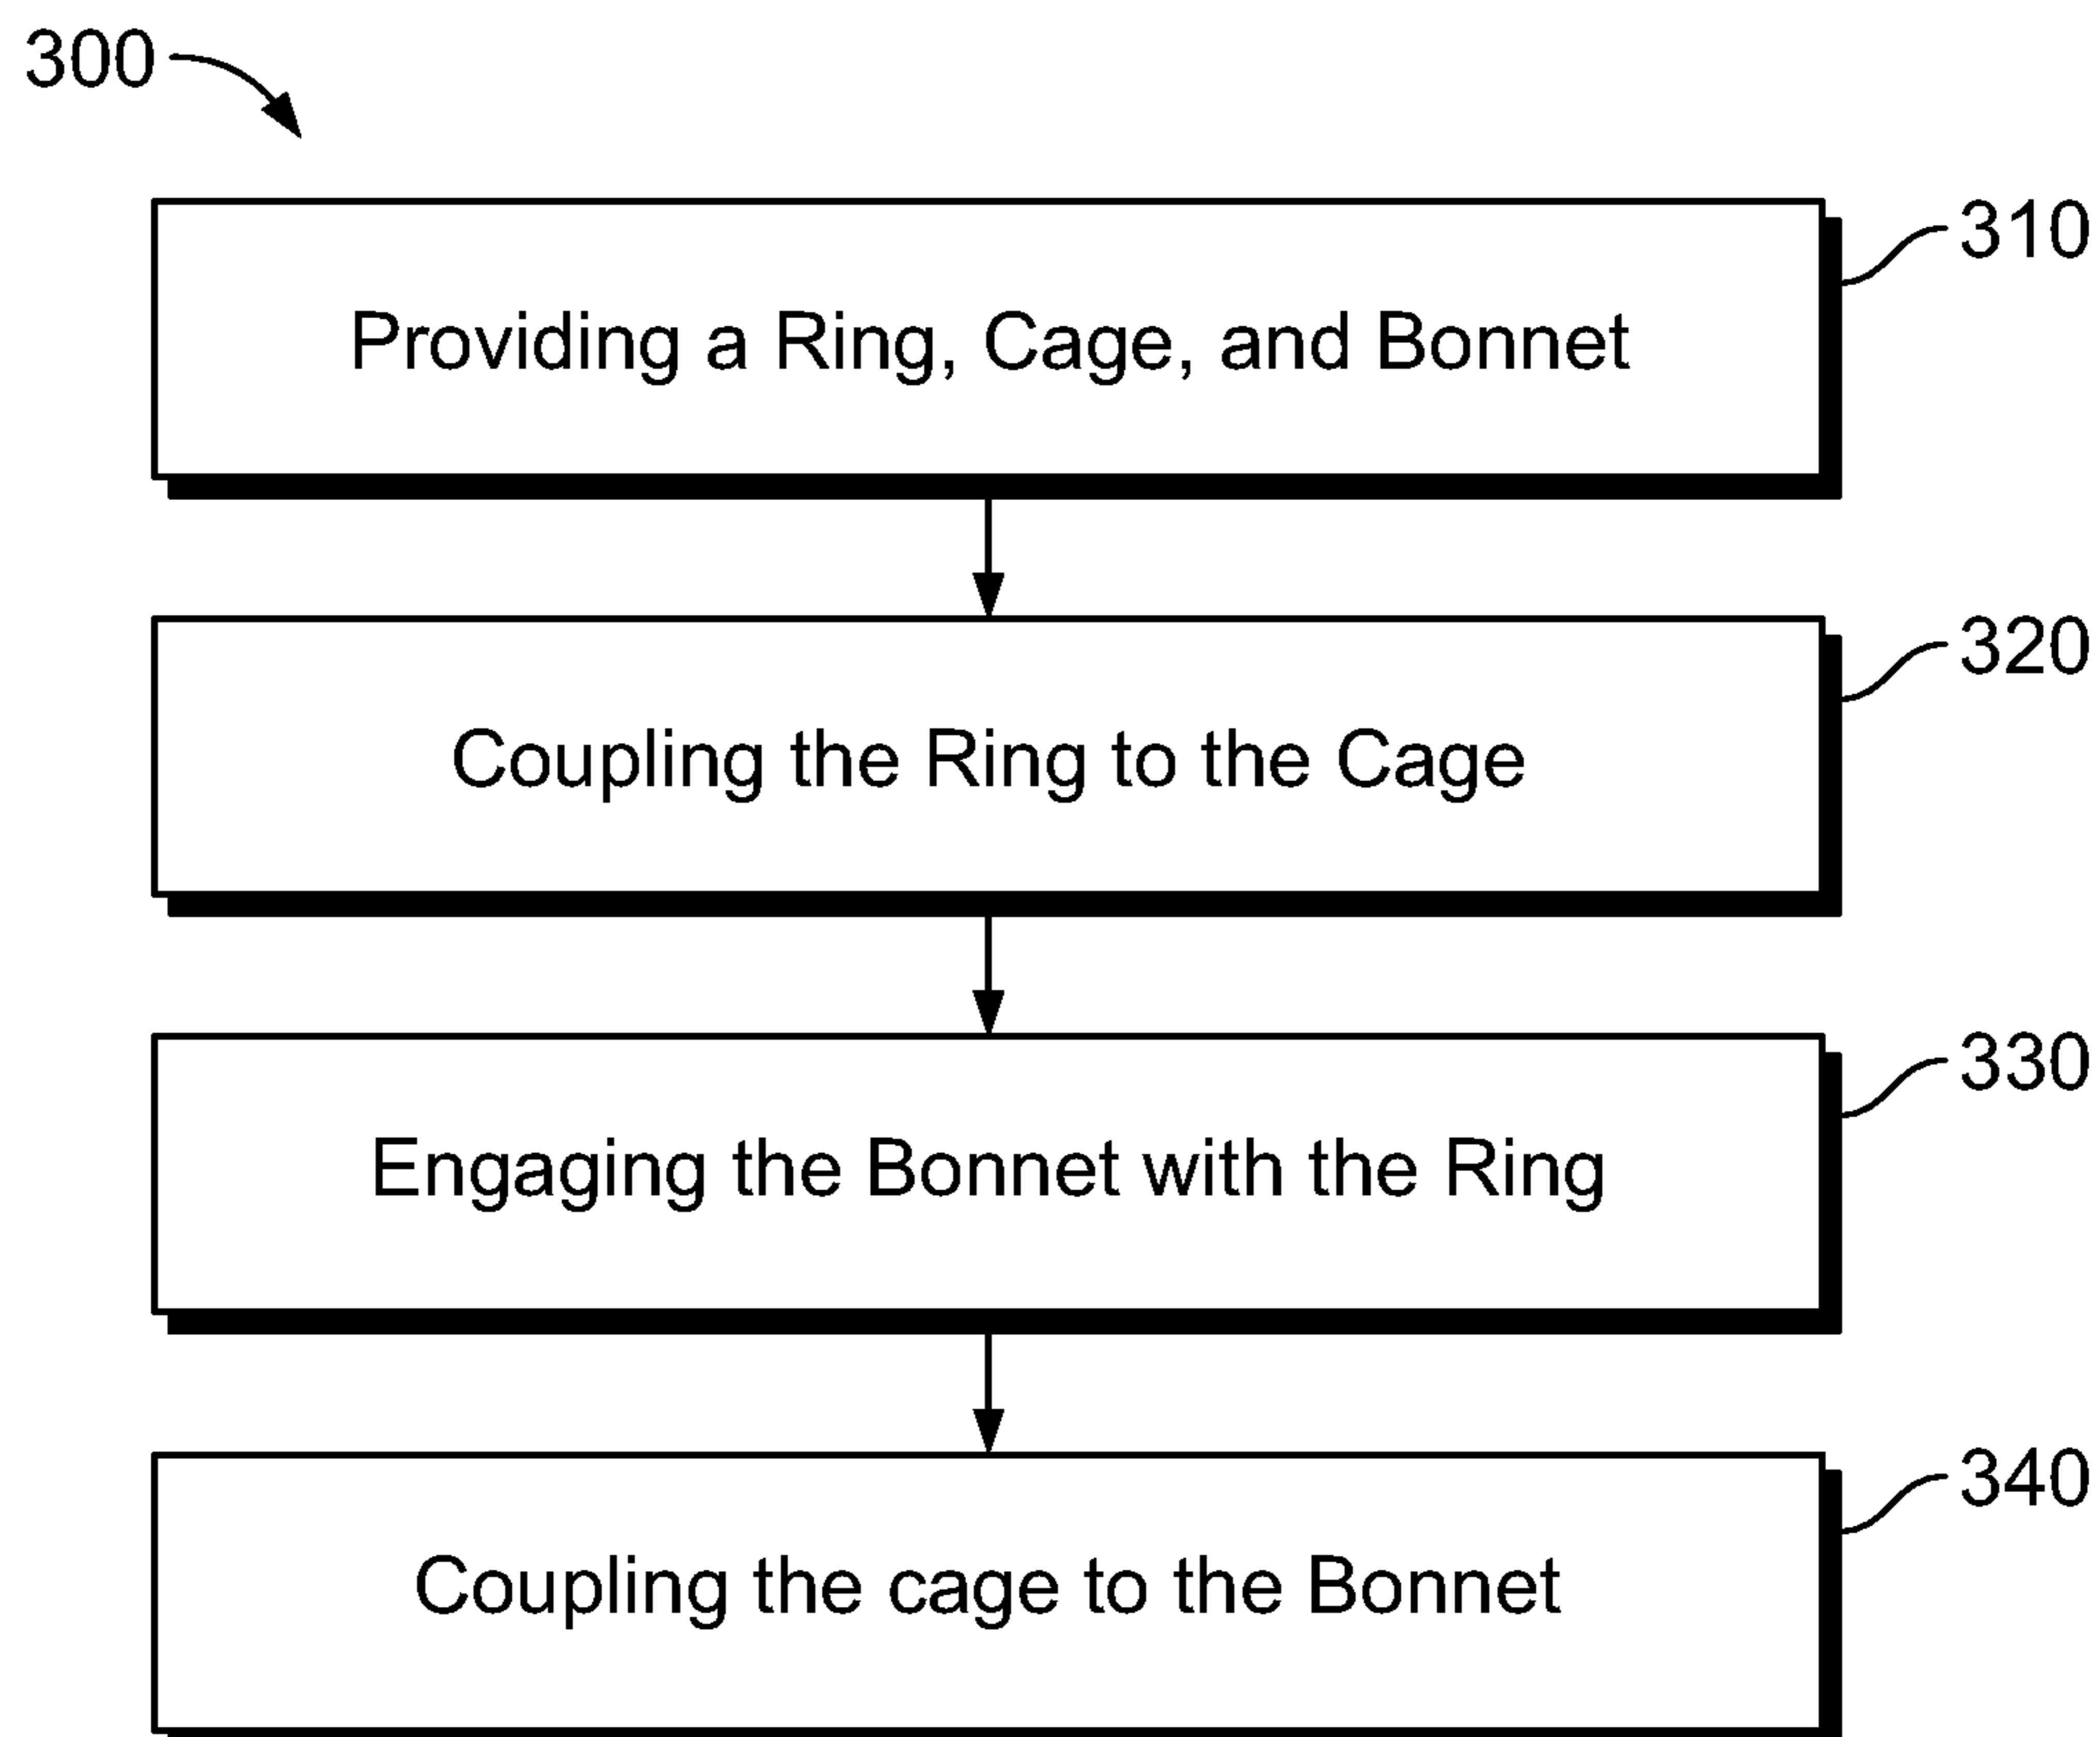 300
310
Providing a Ring, Cage, and Bonnet
320
Coupling the Ring to the Cage
330
Engaging the Bonnet with the Ring
340
Coupling the cage to the Bonnet